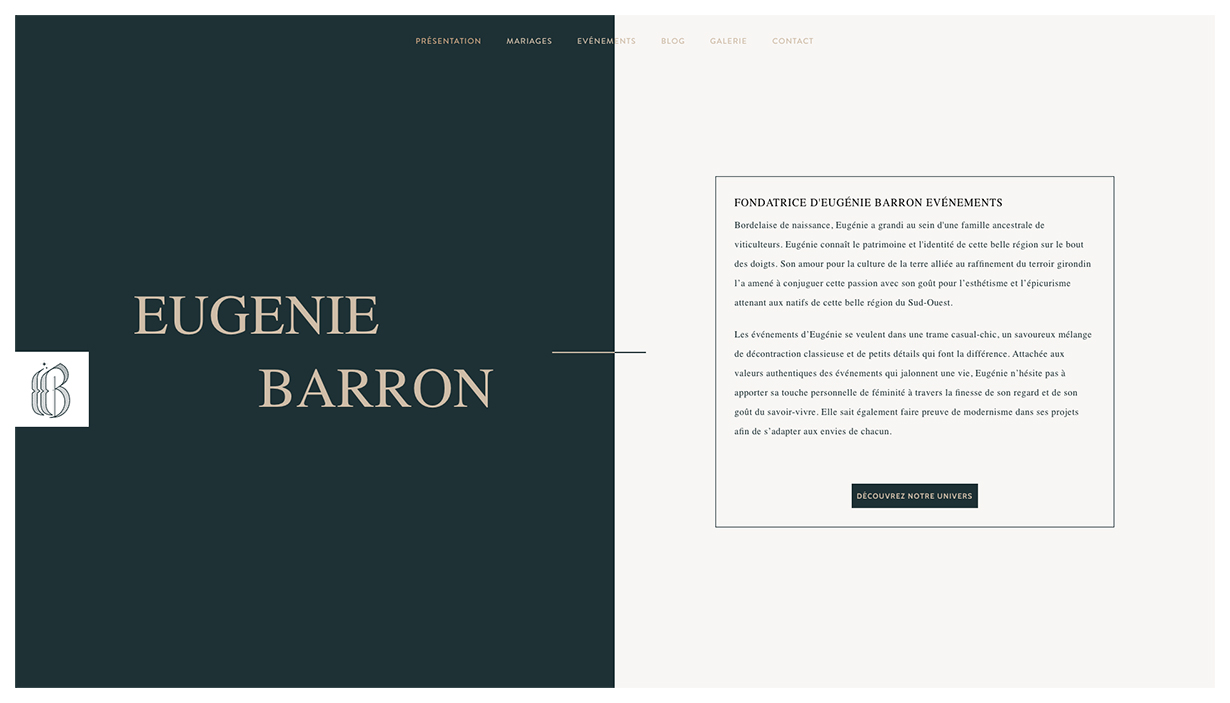 PRÉSENTATION MARIAGES EVÉNEMENTS BLOG GALERIE CONTACT
EUGENIE
BARRON
B
FONDATRICE D'EUGÉNIE BARRON EVÉNEMENTS
Bordelaise de naissance, Eugénie a grandi au sein d'une famille ancestrale de
viticulteurs. Eugénie connaît le patrimoine et l'identité de cette belle région sur le bout
des doigts. Son amour pour la culture de la terre alliée au raffinement du terroir girondin
l’a amené à conjuguer cette passion avec son goût pour l’esthétisme et l’épicurisme
attenant aux natifs de cette belle région du Sud-Ouest.
Les événements d’Eugénie se veulent dans une trame casual-chic, un savoureux mélange
de décontraction classieuse et de petits détails qui font la différence. Attachée aux
valeurs authentiques des événements qui jalonnent une vie, Eugénie n’hésite pas à
apporter sa touche personnelle de féminité à travers la finesse de son regard et de son
goût du savoir-vivre. Elle sait également faire preuve de modernisme dans ses projets
afin de s’adapter aux envies de chacun.
DÉCOUVREZ NOTRE UNIVERS